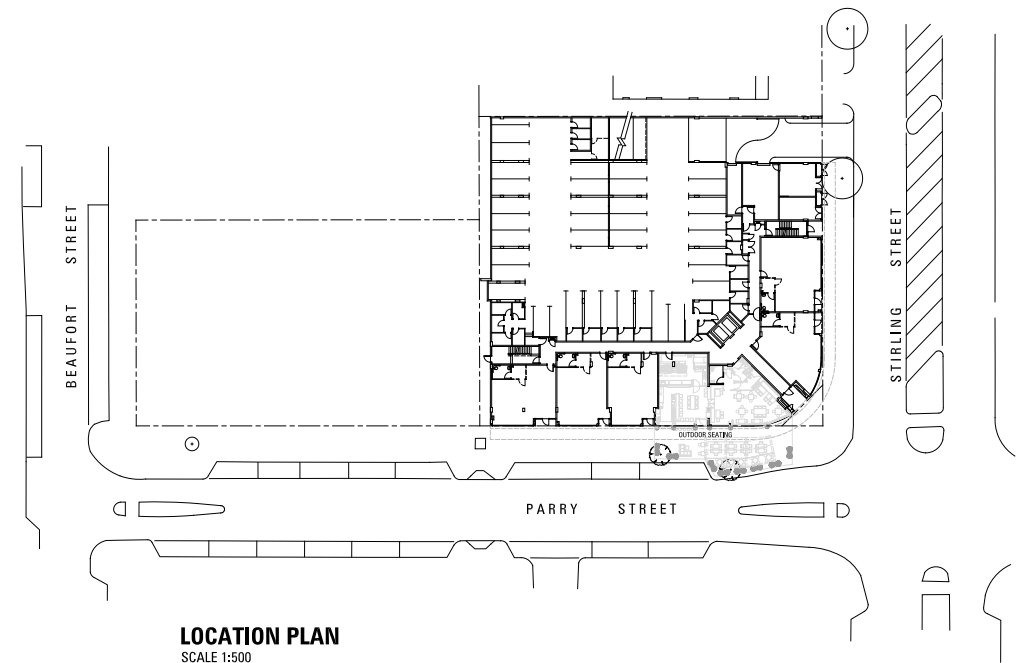 BEAUFORT STREET
STIRLING STREET
OUTDOOR SEATING
PARRY STREET
LOCATION PLAN
SCALE 1:500